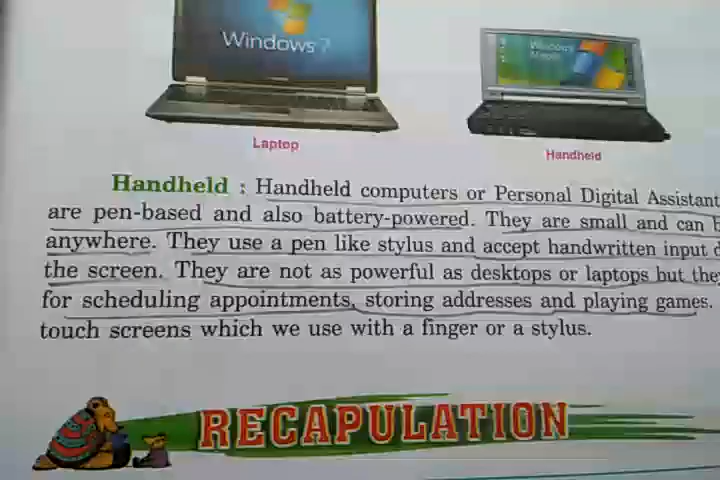 Windows 7
Windows
Laptop
Handheld
Handheld : Handheld computers or Personal Digital Assistant
are pen-based and also battery-powered. They are small and can
anywhere. They use a pen like stylus and accept handwritten input
the screen. They are not as powerful as desktops or laptops but the
for scheduling appointments, storing addresses and playing games.
touch screens which we use with a finger or a stylus.
RECAPULATION